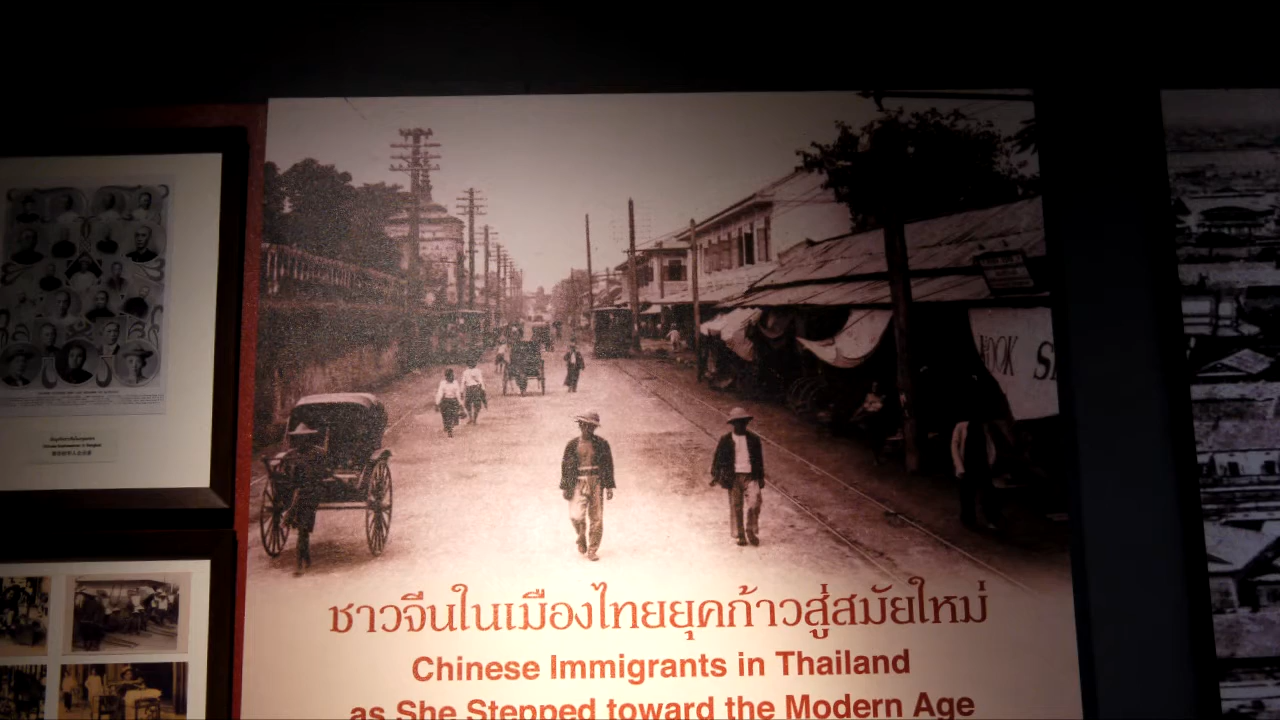 ชาวจีนในเมืองไทยยุคก้าวสู่สมัยใหม่
Chinese Immigrants in Thailand
as She Stepped toward the Modern Age